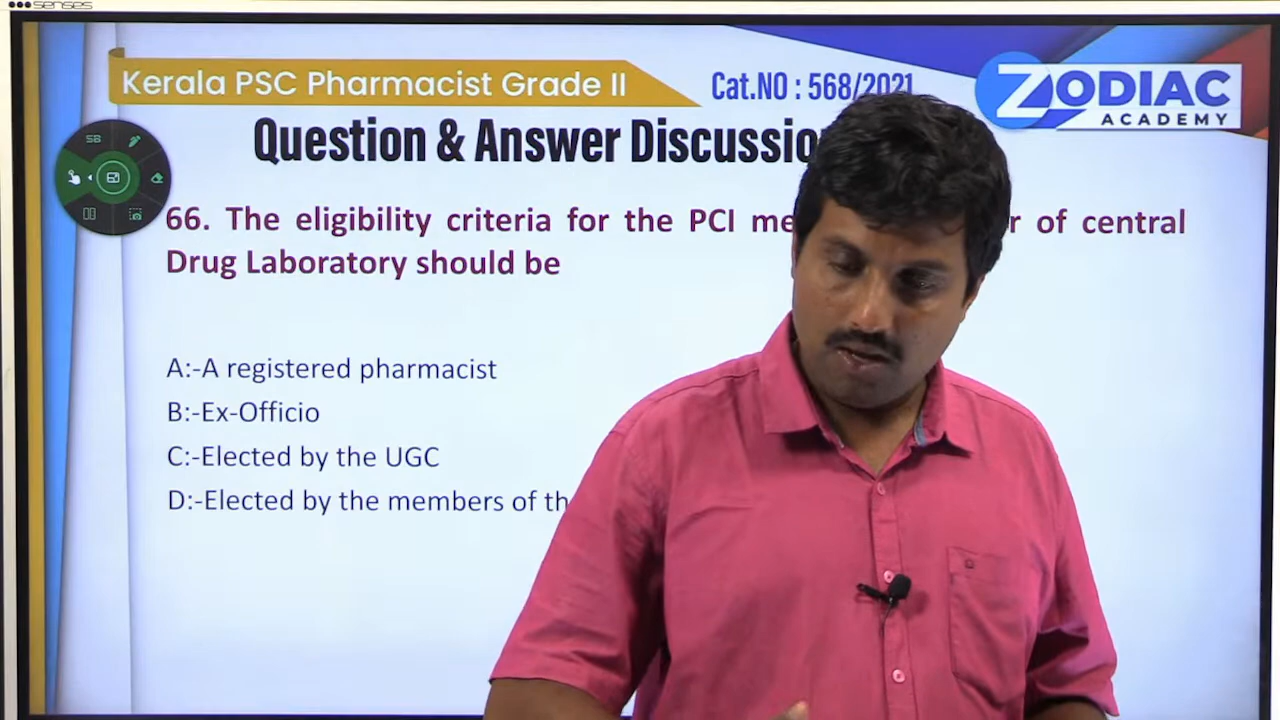 senses
Kerala PSC Pharmacist Grade II
Cat.NO : 568/2021
ZODIAC
ACADEMY
Question & Answer Discussio
SB
66. The eligibility criteria for the PCI me r of central
Drug Laboratory should be
A:-A registered pharmacist
B:-Ex-Officio
C:-Elected by the UGC
D:-Elected by the members of th